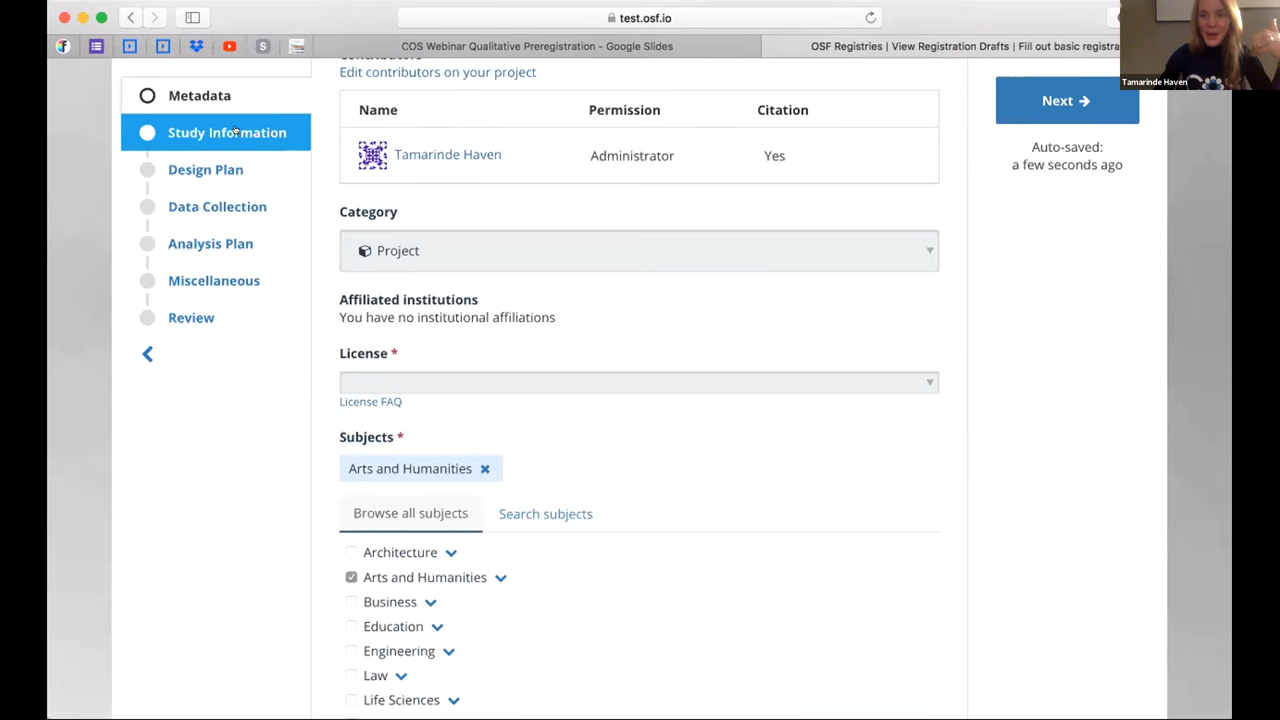 test.osf.io
S
COS Webinar Qualitative Preregistration - Google Slides
OSF Registries | View Registration Drafts | Fill out basic registra
Tamarinde Haven
Edit contributors on your project
Metadata
Study Information
Design Plan
Data Collection
Analysis Plan
Miscellaneous
Review
Name Permission Citation
Tamarinde Haven Administrator Yes
Category
Project
Affiliated institutions
You have no institutional affiliations
License *
License FAQ
Subjects *
Arts and Humanities
Browse all subjects Search subjects
Architecture
Arts and Humanities
Business
Education
Engineering
Law
Life Sciences
Next
Auto-saved:
a few seconds ago